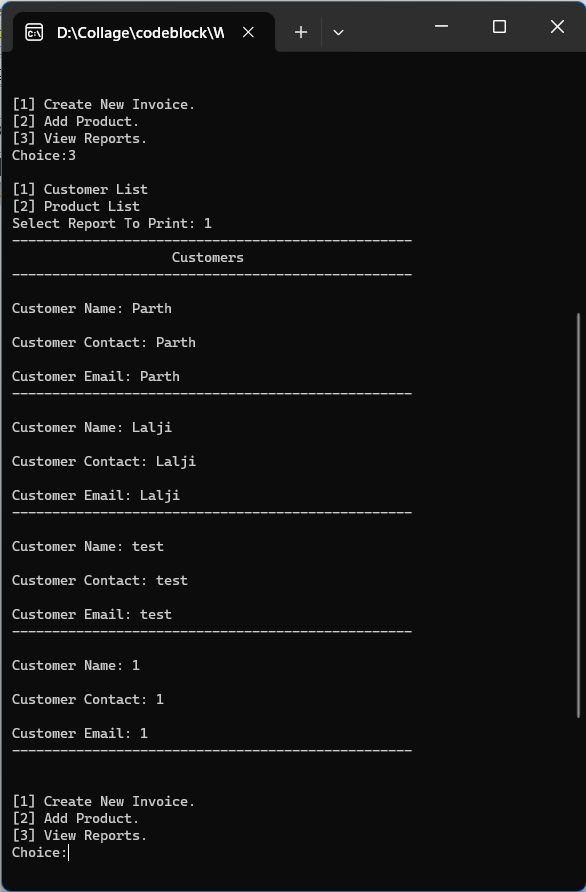 D:\Collage\codeblock\W
[1] Create New Invoice.
[2] Add Product.
[3] View Reports.
Choice:3
[1] Customer List
[2] Product List
Select Report To Print: 1
--------------------------------------------------
Customers
--------------------------------------------------
Customer Name: Parth
Customer Contact: Parth
Customer Email: Parth
--------------------------------------------------
Customer Name: Lalji
Customer Contact: Lalji
Customer Email: Lalji
--------------------------------------------------
Customer Name: test
Customer Contact: test
Customer Email: test
--------------------------------------------------
Customer Name: 1
Customer Contact: 1
Customer Email: 1
--------------------------------------------------
[1] Create New Invoice.
[2] Add Product.
[3] View Reports.
Choice: